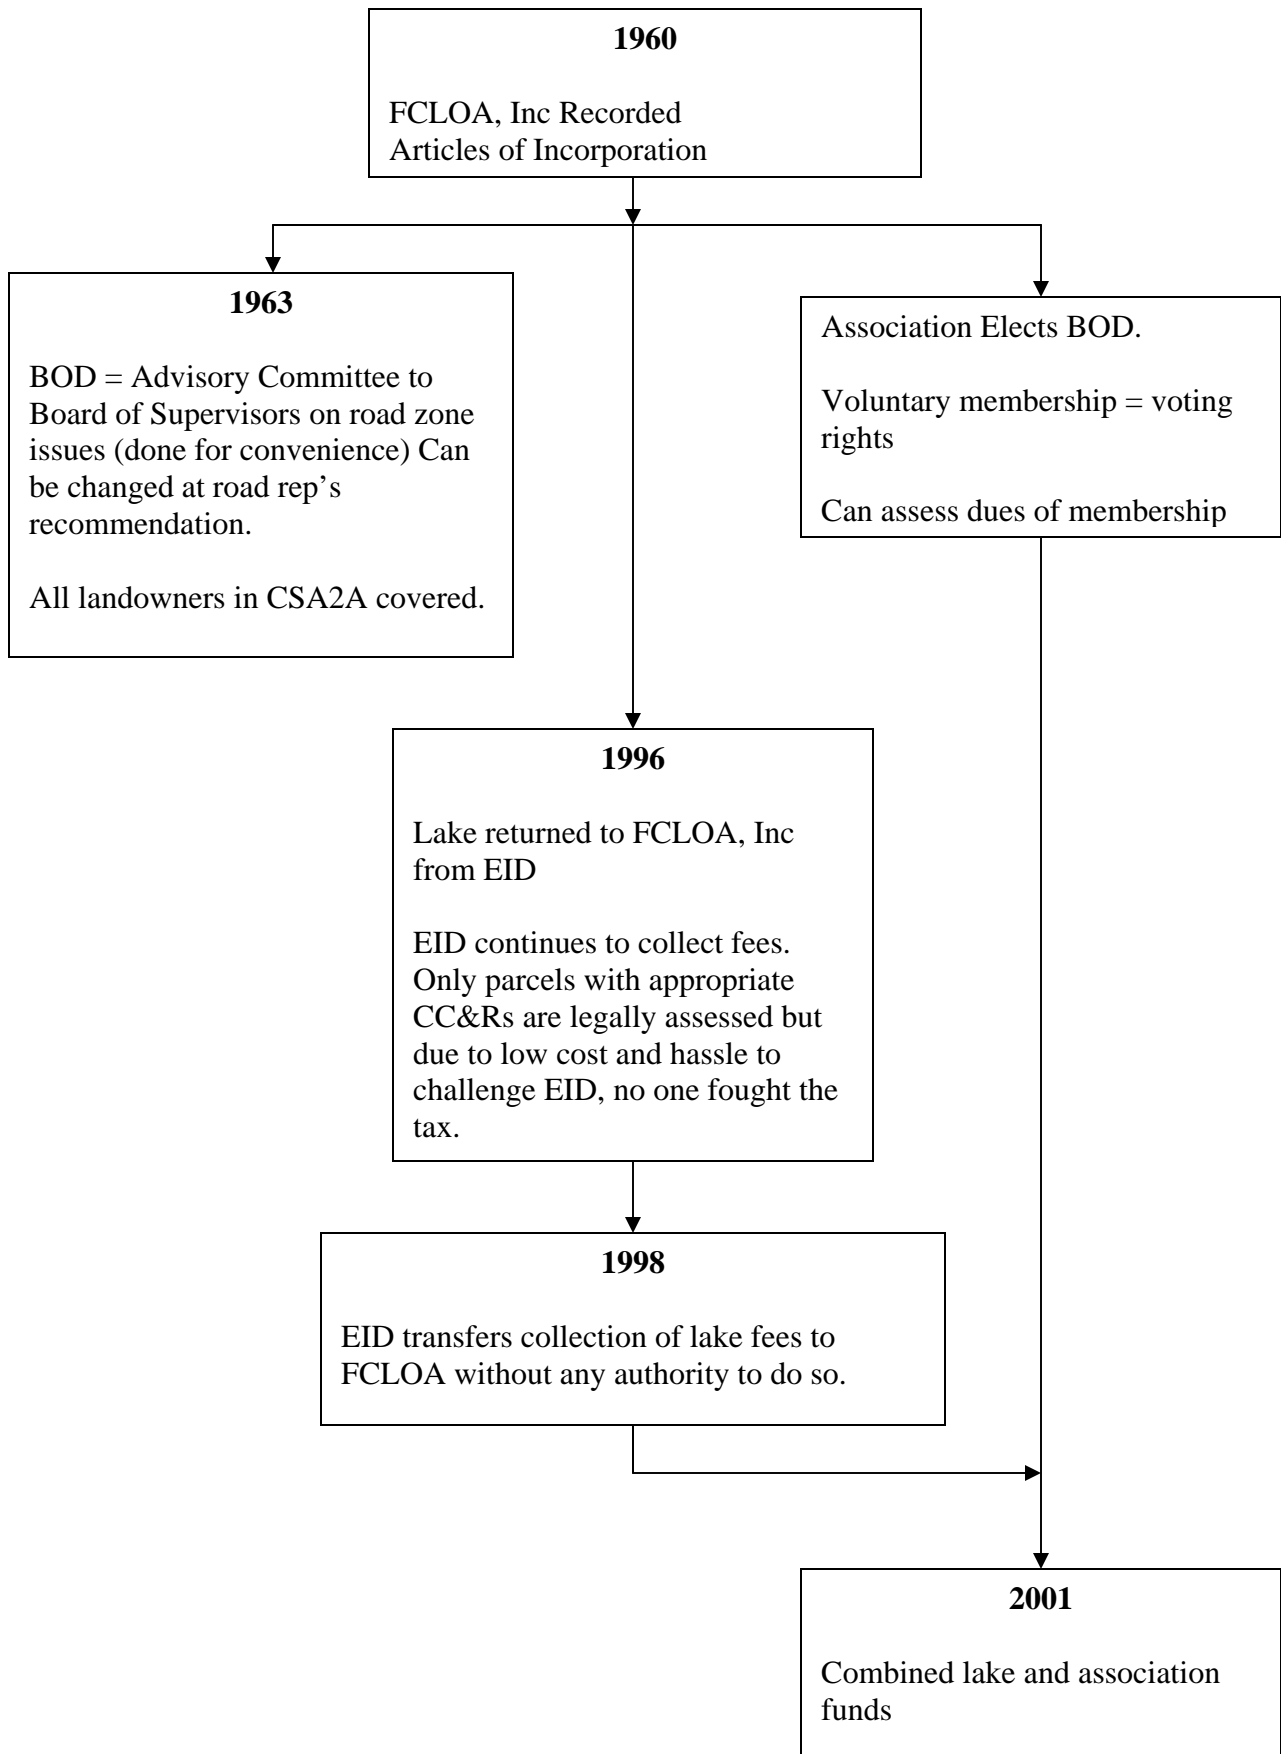 1960
FCLOA, Inc Recorded
Articles of Incorporation
1963
BOD = Advisory Committee to
Board of Supervisors on road zone
issues (done for convenience) Can
be changed at road rep’s
recommendation.
All landowners in CSA2A covered.
Association Elects BOD.
Voluntary membership = voting
rights
Can assess dues of membership
1996
Lake returned to FCLOA, Inc
from EID
EID continues to collect fees.
Only parcels with appropriate
CC&Rs are legally assessed but
due to low cost and hassle to
challenge EID, no one fought the
tax.
1998
EID transfers collection of lake fees to
FCLOA without any authority to do so.
2001
Combined lake and association
funds